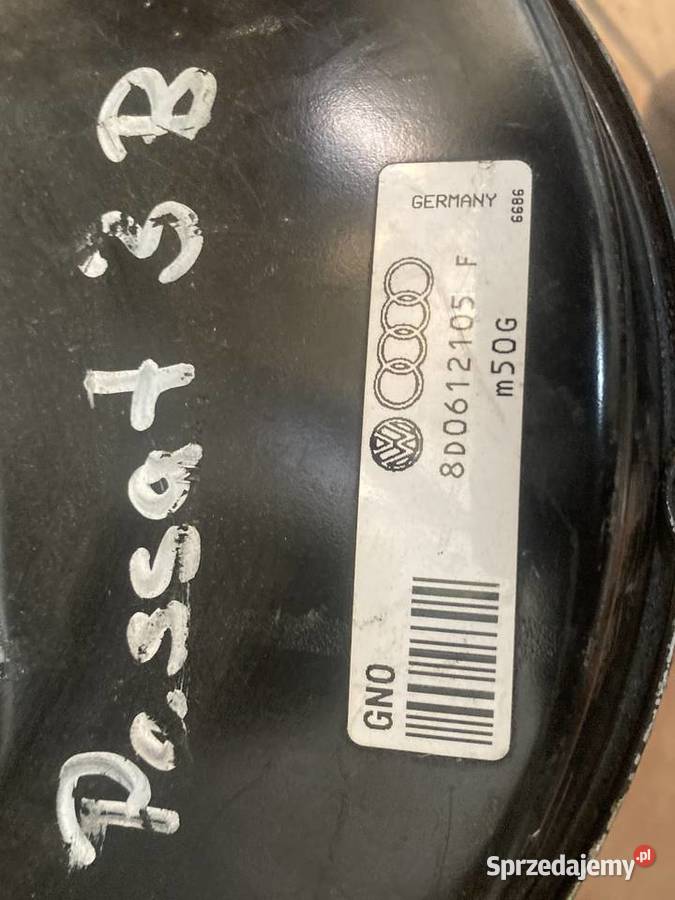 Passat 3B
GERMANY
6686
8D0612105 F
m50G
GNO
Sprzedajemy.pl